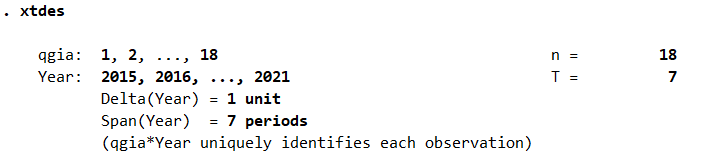 . xtdes
qgia: 1, 2, ..., 18 n = 18
Year: 2015, 2016, ..., 2021 T = 7
Delta(Year) = 1 unit
Span(Year) = 7 periods
(qgia*Year uniquely identifies each observation)